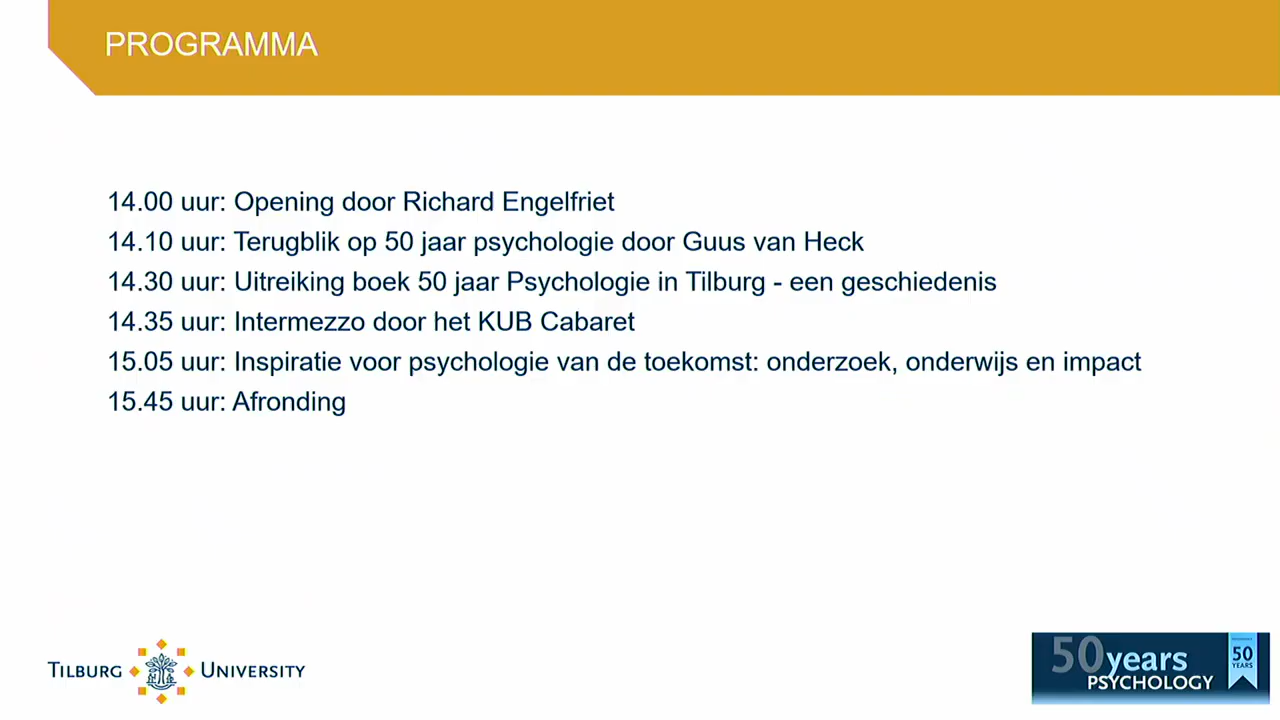 PROGRAMMA
14.00 uur: Opening door Richard Engelfriet
14.10 uur: Terugblik op 50 jaar psychologie door Guus van Heck
14.30 uur: Uitreiking boek 50 jaar Psychologie in Tilburg - een geschiedenis
14.35 uur: Intermezzo door het KUB Cabaret
15.05 uur: Inspiratie voor psychologie van de toekomst: onderzoek, onderwijs en impact
15.45 uur: Afronding
TILBURG UNIVERSITY
50years
PSYCHOLOGY
50
YEARS